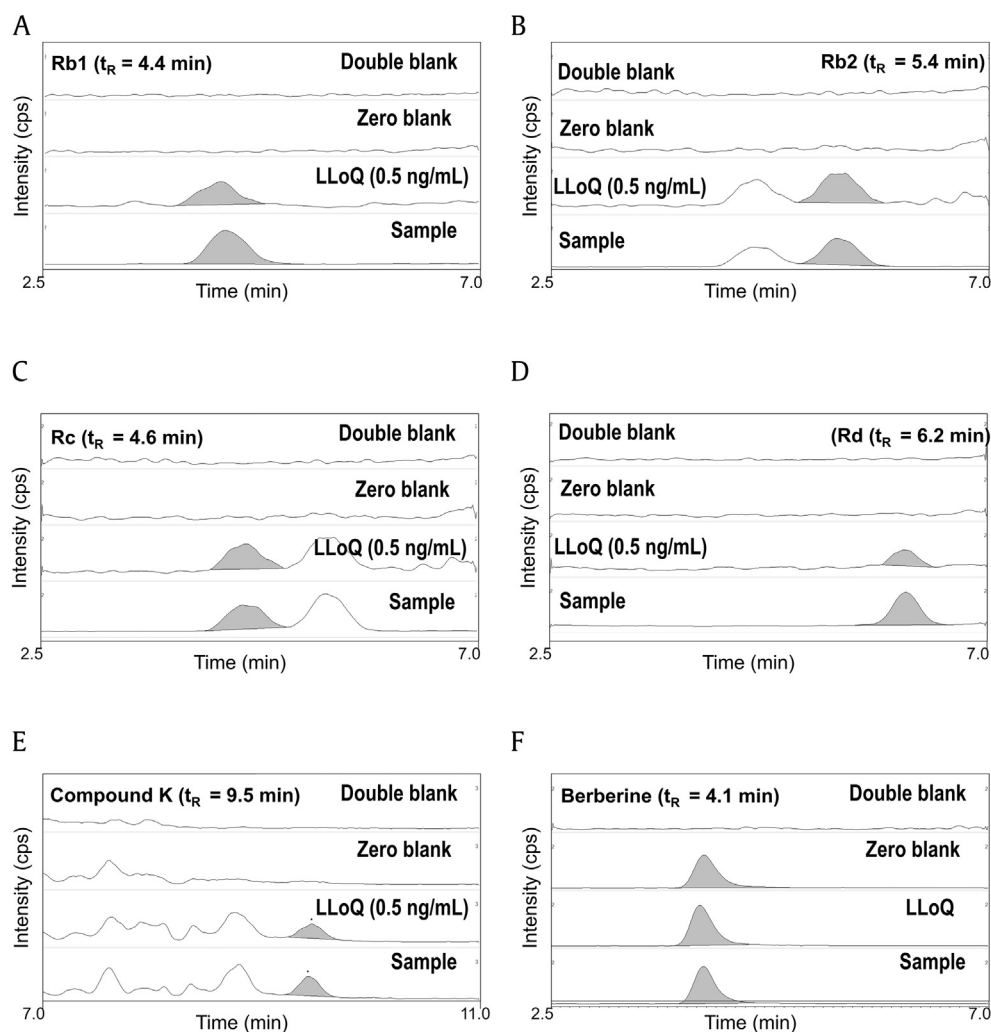 A
Rb1 (tR = 4.4 min)
Double blank
Zero blank
LLoQ (0.5 ng/mL)
Sample
Intensity (cps)
2.5
Time (min)
7.0
B
Rb2 (tR = 5.4 min)
Double blank
Zero blank
LLoQ (0.5 ng/mL)
Sample
Intensity (cps)
2.5
Time (min)
7.0
C
Rc (tR = 4.6 min)
Double blank
Zero blank
LLoQ (0.5 ng/mL)
Sample
Intensity (cps)
2.5
Time (min)
7.0
D
(Rd (tR = 6.2 min)
Double blank
Zero blank
LLoQ (0.5 ng/mL)
Sample
Intensity (cps)
2.5
Time (min)
7.0
E
Compound K (tR = 9.5 min)
Double blank
Zero blank
LLoQ (0.5 ng/mL)
Sample
Intensity (cps)
7.0
Time (min)
11.0
F
Berberine (tR = 4.1 min)
Double blank
Zero blank
LLoQ
Sample
Intensity (cps)
2.5
Time (min)
7.0